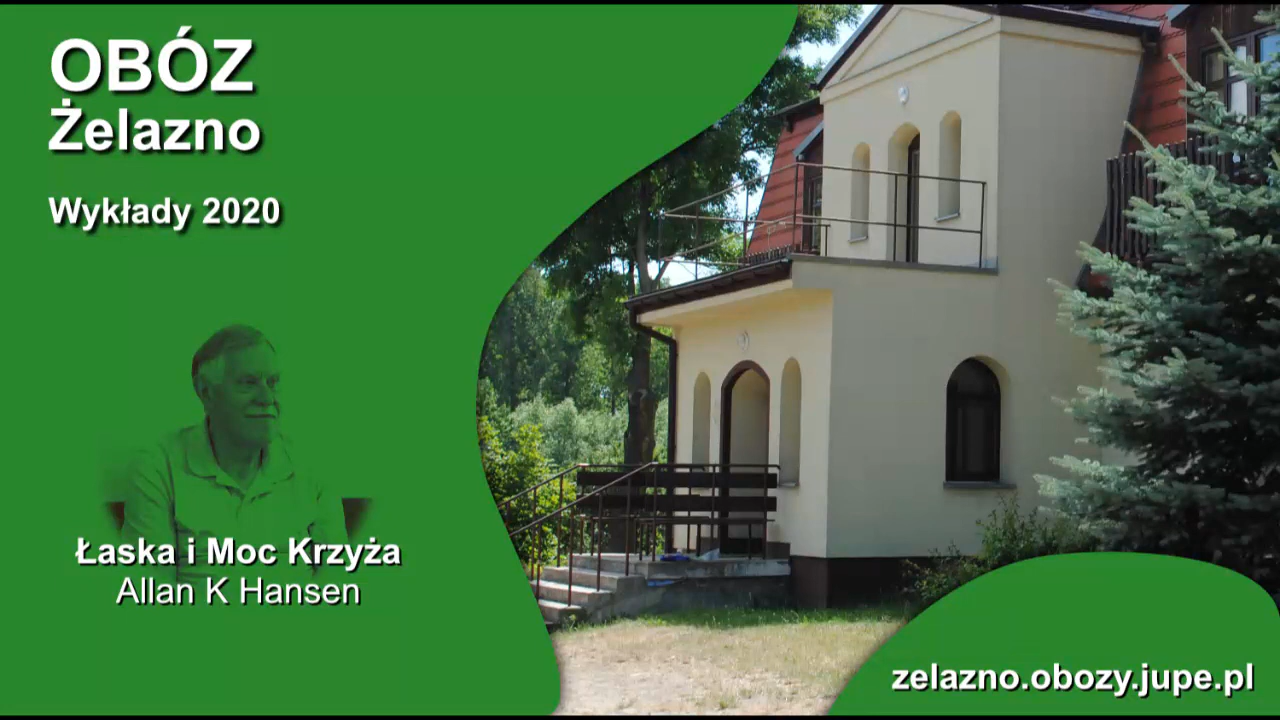 OBÓZ
Żelazno
Wykłady 2020
Łaska i Moc Krzyża
Allan K Hansen
zelazno.obozy.jupe.pl